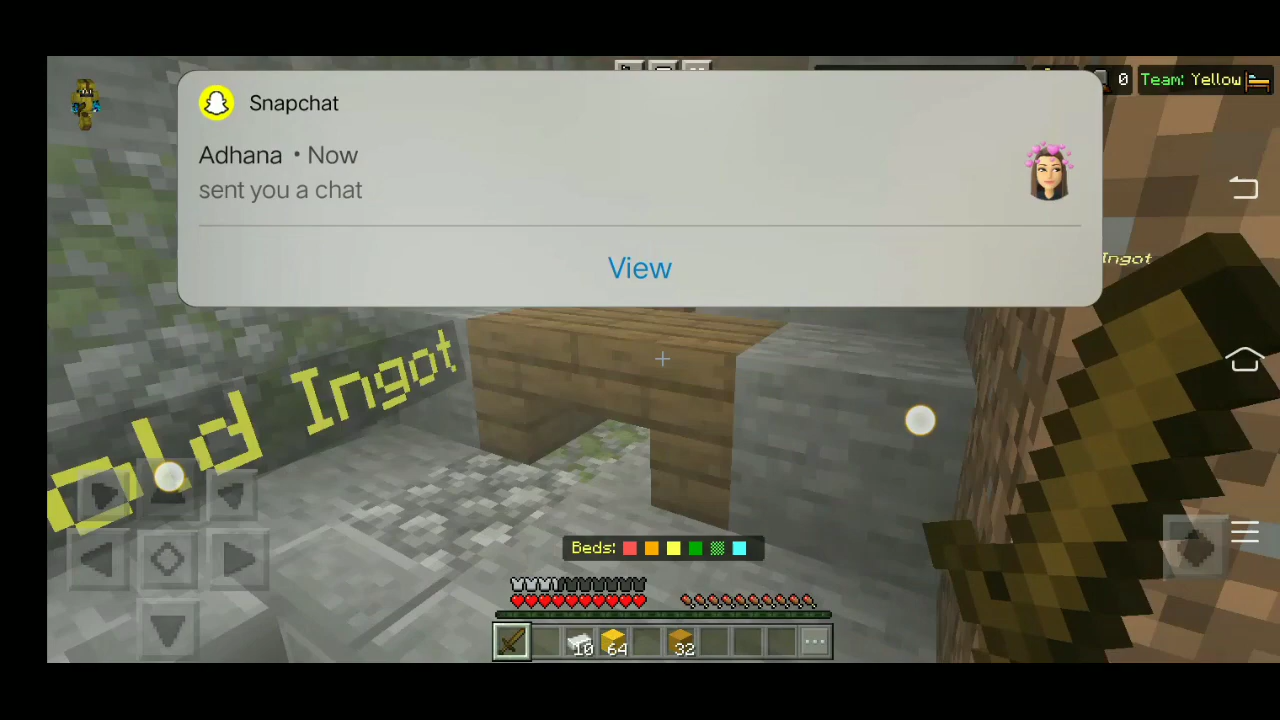 Snapchat
Adhana • Now
sent you a chat
View
0
Team: Yellow
Ingot
old Ingot
Beds:
10
64
32